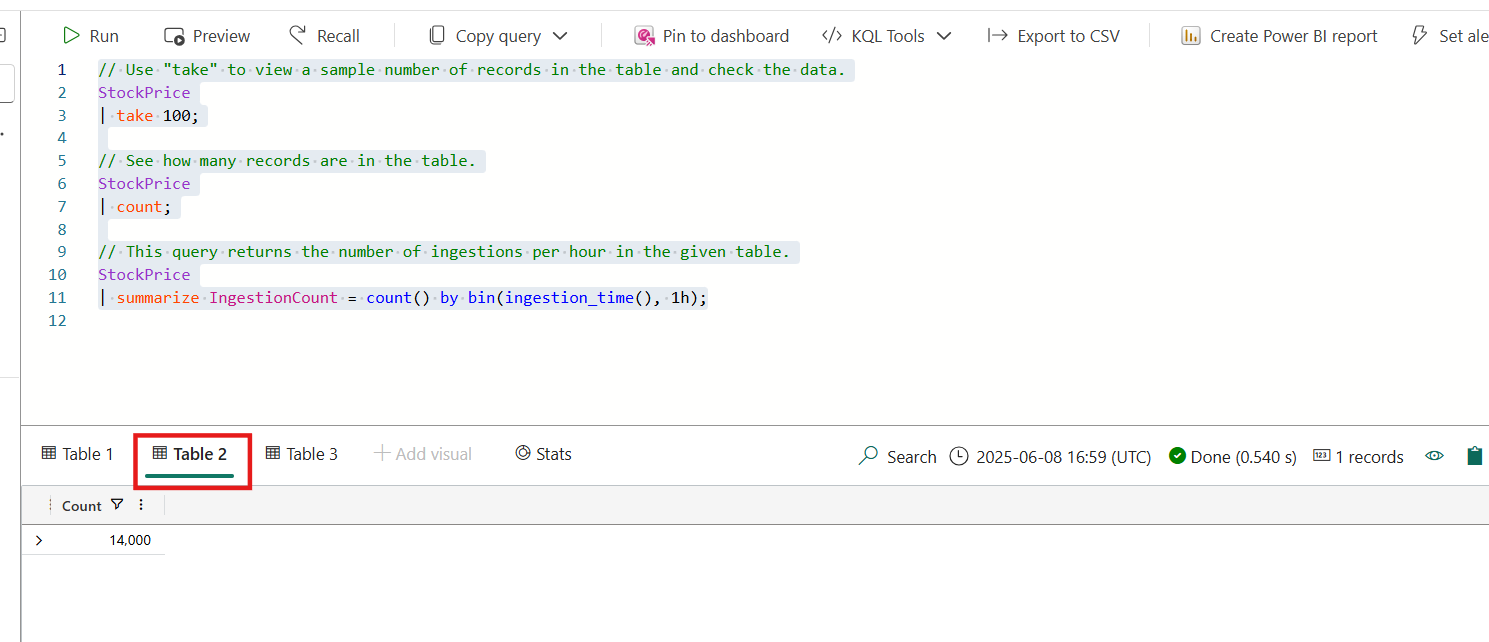 Run Preview Recall Copy query Pin to dashboard </> KQL Tools Export to CSV Create Power BI report Set ale
1 // Use "take" to view a sample number of records in the table and check the data.
2 StockPrice
3 | take 100;
4
5 // See how many records are in the table.
6 StockPrice
7 | count;
8
9 // This query returns the number of ingestions per hour in the given table.
10 StockPrice
11 | summarize IngestionCount = count() by bin(ingestion_time(), 1h);
12
Table 1 Table 2 Table 3 Add visual Stats Search 2025-06-08 16:59 (UTC) Done (0.540 s) 123 1 records
Count
14,000